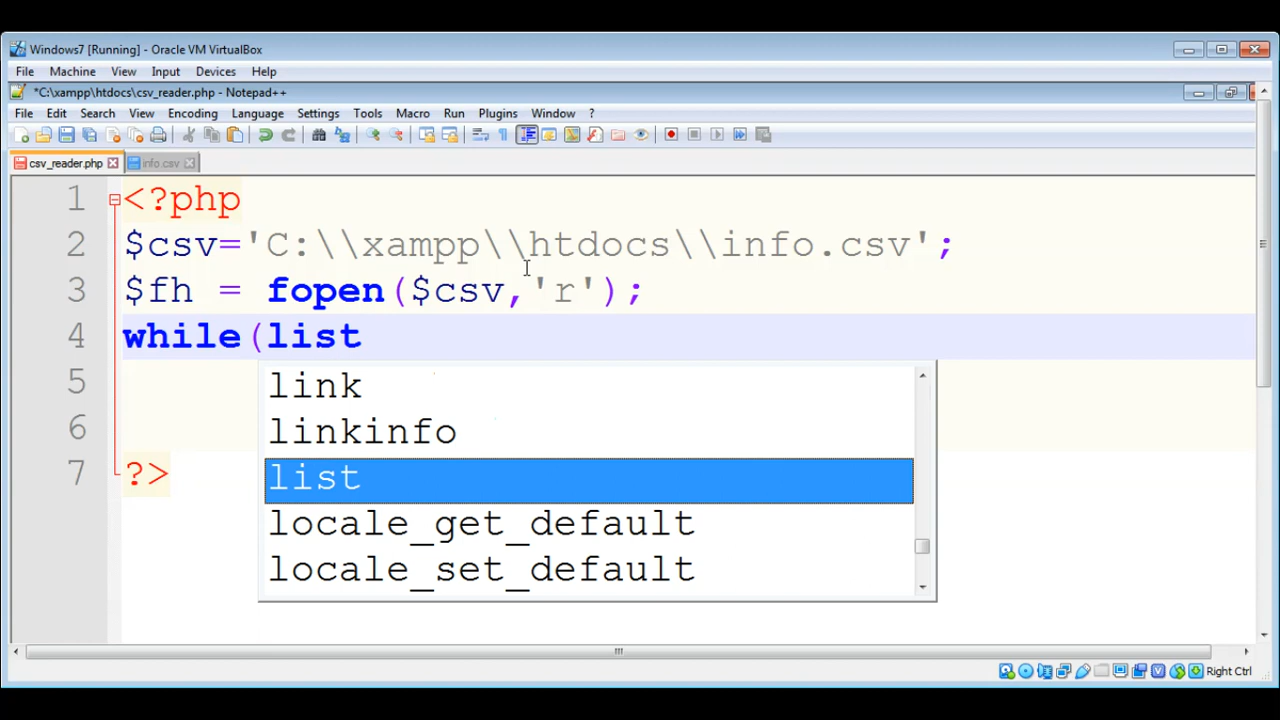 Windows7 [Running] - Oracle VM VirtualBox
File Machine View Input Devices Help
*C:\xampp\htdocs\csv_reader.php - Notepad++
File Edit Search View Encoding Language Settings Tools Macro Run Plugins Window ?
csv_reader.php info.csv
1 <?php
2 $csv='C:\\xampp\\htdocs\\info.csv';
3 $fh = fopen($csv,'r');
4 while(list
5 link
6 linkinfo
7 ?> list
locale_get_default
locale_set_default
Right Ctrl